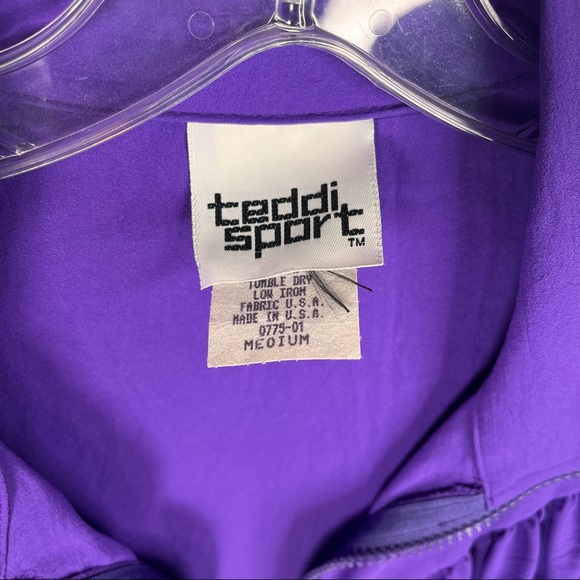 teddi
sport
TM
TUMBLE DRY
LOW IRON
FABRIC U.S.A.
MADE IN U.S.A.
0775-01
MEDIUM